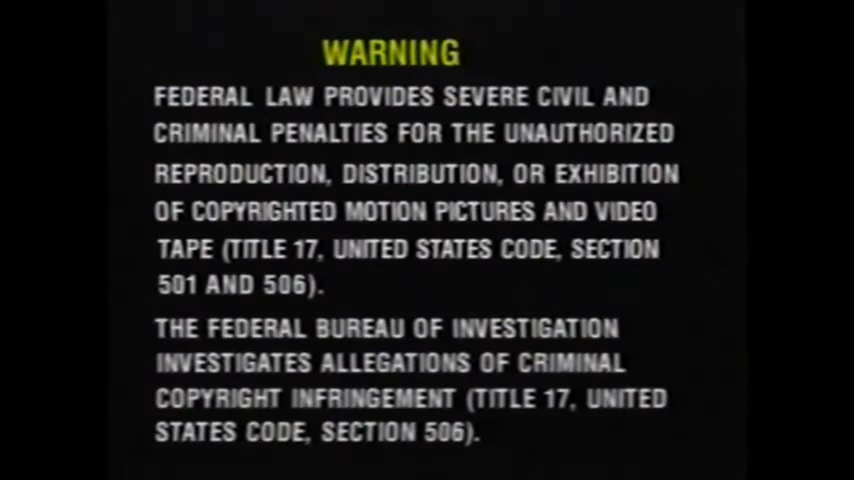 WARNING
FEDERAL LAW PROVIDES SEVERE CIVIL AND
CRIMINAL PENALTIES FOR THE UNAUTHORIZED
REPRODUCTION, DISTRIBUTION, OR EXHIBITION
OF COPYRIGHTED MOTION PICTURES AND VIDEO
TAPE (TITLE 17, UNITED STATES CODE, SECTION
501 AND 506).
THE FEDERAL BUREAU OF INVESTIGATION
INVESTIGATES ALLEGATIONS OF CRIMINAL
COPYRIGHT INFRINGEMENT (TITLE 17, UNITED
STATES CODE, SECTION 506).